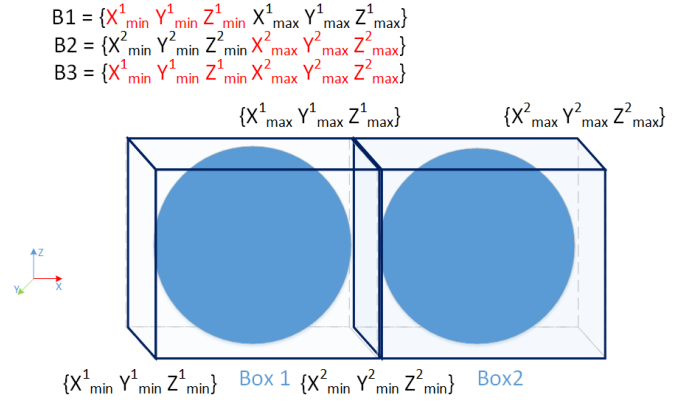 B1 = {X¹min Y¹min Z¹min X¹max Y¹max Z¹max}
B2 = {X²min Y²min Z²min X²max Y²max Z²max}
B3 = {X¹min Y¹min Z¹min X²max Y²max Z²max}
{X¹max Y¹max Z¹max} {X²max Y²max Z²max}
Z
Y X
{X¹min Y¹min Z¹min} Box 1 {X²min Y²min Z²min} Box2